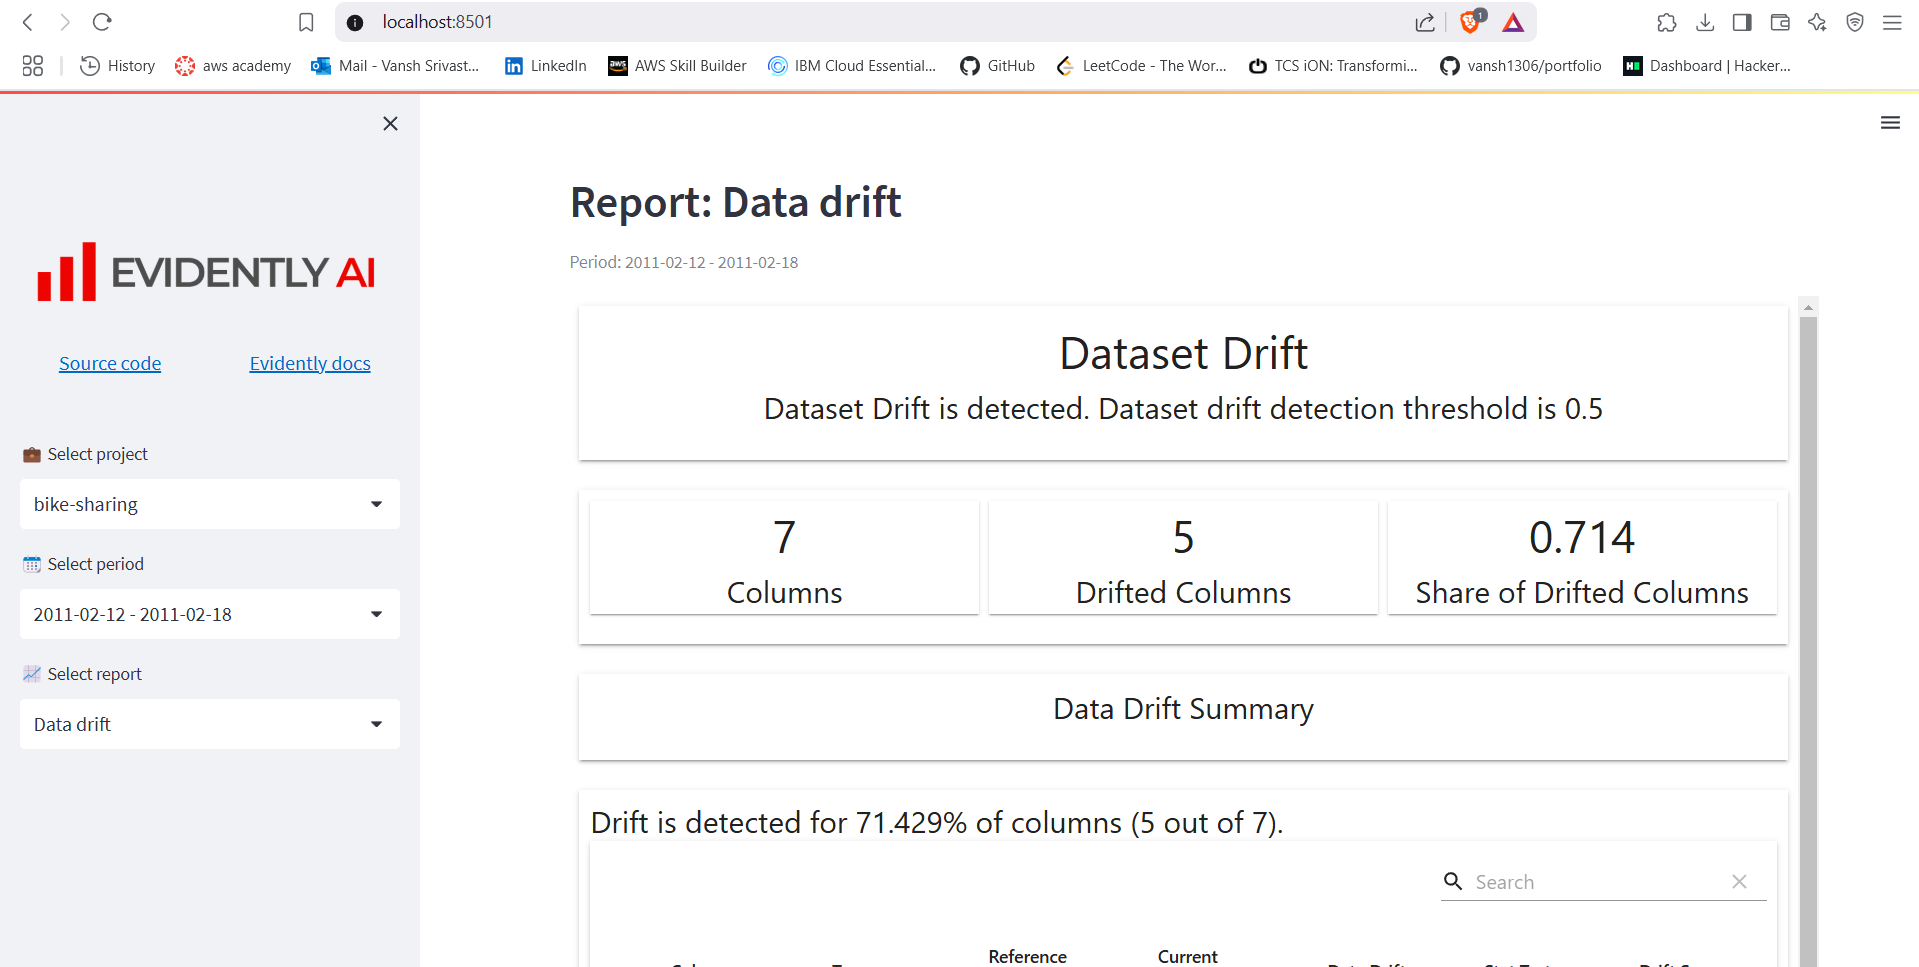 localhost:8501
1
History
aws academy
Mail - Vansh Srivast...
LinkedIn
aws
AWS Skill Builder
IBM Cloud Essential...
GitHub
LeetCode - The Wor...
TCS iON: Transformi...
vansh1306/portfolio
Dashboard | Hacker...
EVIDENTLY AI
Source code
Evidently docs
Select project
bike-sharing
Select period
2011-02-12 - 2011-02-18
Select report
Data drift
Report: Data drift
Period: 2011-02-12 - 2011-02-18
Dataset Drift
Dataset Drift is detected. Dataset drift detection threshold is 0.5
7
Columns
5
Drifted Columns
0.714
Share of Drifted Columns
Data Drift Summary
Drift is detected for 71.429% of columns (5 out of 7).
Search
Reference
Current